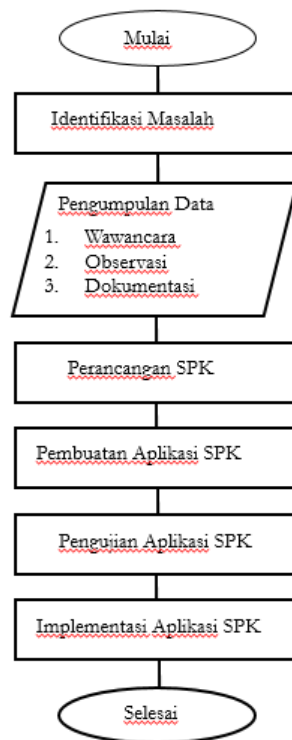 Mulai
Identifikasi Masalah
Pengumpulan Data
1. Wawancara
2. Observasi
3. Dokumentasi
Perancangan SPK
Pembuatan Aplikasi SPK
Pengujian Aplikasi SPK
Implementasi Aplikasi SPK
Selesai